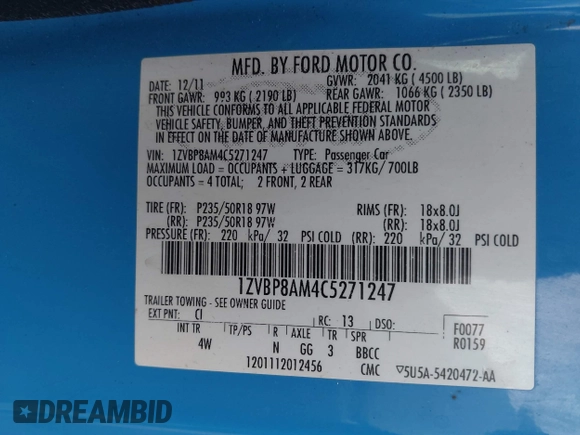 MFD. BY FORD MOTOR CO.
DATE: 12/11 GVWR: 2041 KG ( 4500 LB)
FRONT GAWR: 993 KG ( 2190 LB) REAR GAWR: 1066 KG ( 2350 LB)
THIS VEHICLE CONFORMS TO ALL APPLICABLE FEDERAL MOTOR
VEHICLE SAFETY, BUMPER, AND THEFT PREVENTION STANDARDS
IN EFFECT ON THE DATE OF MANUFACTURE SHOWN ABOVE.
VIN: 1ZVBP8AM4C5271247 TYPE: Passenger Car
MAXIMUM LOAD = OCCUPANTS + LUGGAGE = 317KG/ 700LB
OCCUPANTS = 4 TOTAL; 2 FRONT, 2 REAR
TIRE (FR): P235/50R18 97W RIMS (FR): 18x8.0J
(RR): P235/50R18 97W (RR): 18x8.0J
PRESSURE (FR): 220 kPa/ 32 PSI COLD (RR): 220 kPa/ 32 PSI COLD
1ZVBP8AM4C5271247
TRAILER TOWING - SEE OWNER GUIDE
EXT PNT: CI RC: 13 DSO: F0077
INT TR TP/PS R AXLE TR SPR R0159
4W N GG 3 BBCC
1201112012456 CMC ▽5U5A-5420472-AA
DREAMBID